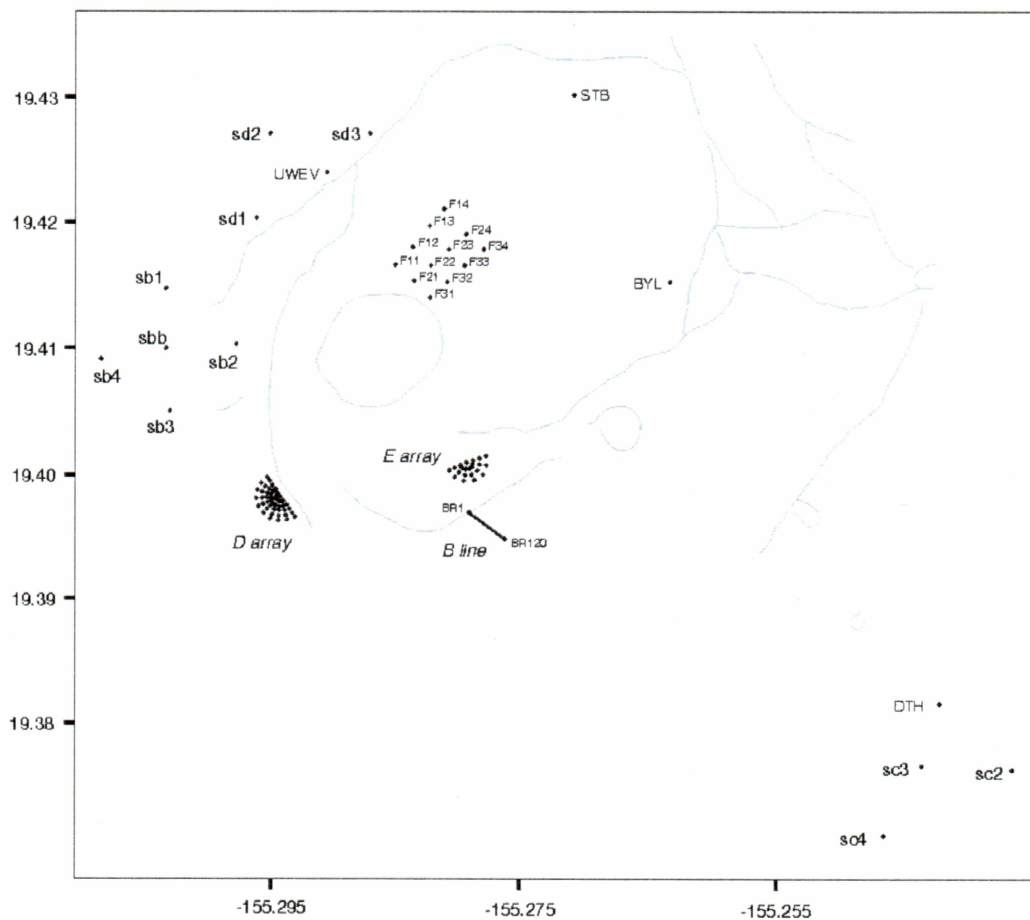 19.43
STB
sd2
sd3
UWEV
19.42
sd1
F14
F13
F24
F12
F23
F34
F11
F22
F33
F21
F32
F31
sb1
BYL
sbb
19.41
sb2
sb4
sb3
E array
19.40
BR1
D array
B line
BR120
19.39
DTH
19.38
sc3
sc2
sc4
-155.295
-155.275
-155.255